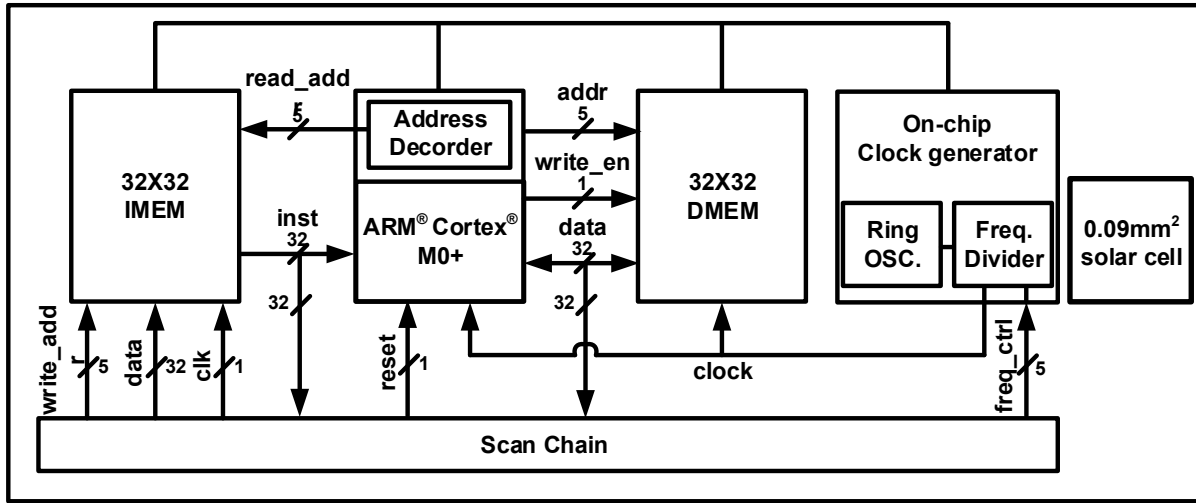 read_add
r
5
Address
Decorder
addr
5
On-chip
Clock generator
write_en
1
32X32
IMEM
32X32
DMEM
inst
32
ARM® Cortex®
M0+
data
32
Ring
OSC.
Freq.
Divider
0.09mm²
solar cell
32
32
write_add
r
5
data
32
clk
1
reset
1
clock
freq_ctrl
5
Scan Chain